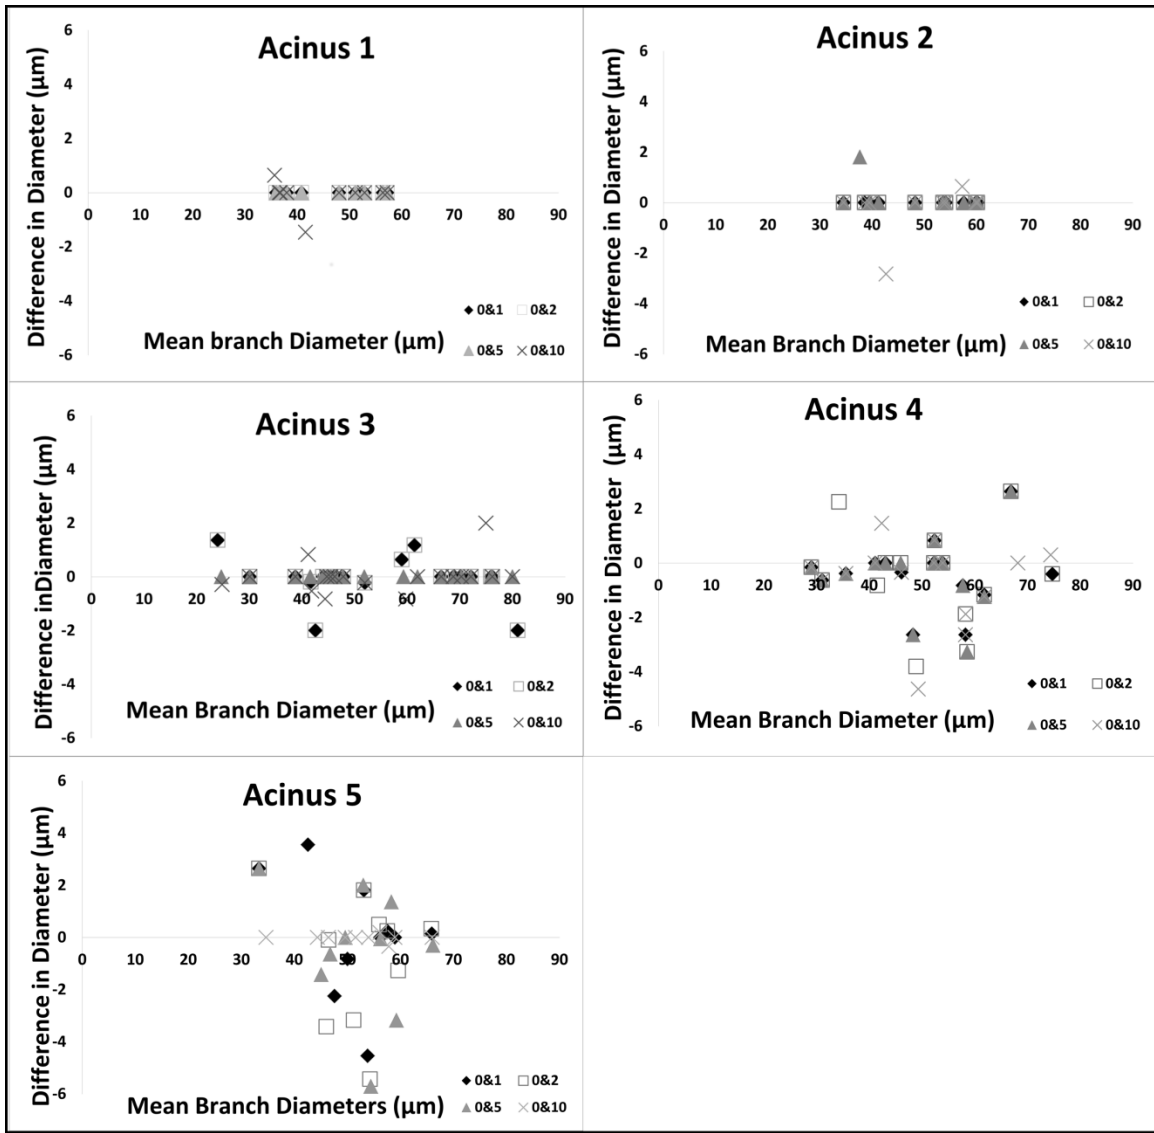 Acinus 1
Difference in Diameter (μm)
6
4
2
0
-2
-4
-6
0 10 20 30 40 50 60 70 80 90
Mean branch Diameter (μm)
0&1 0&2
0&5 0&10
Acinus 2
Difference in Diameter (μm)
6
4
2
0
-2
-4
-6
0 10 20 30 40 50 60 70 80 90
Mean Branch Diameter (μm)
0&1 0&2
0&5 0&10
Acinus 3
Difference inDiameter (μm)
6
4
2
0
-2
-4
-6
0 10 20 30 40 50 60 70 80 90
Mean Branch Diameter (μm)
0&1 0&2
0&5 0&10
Acinus 4
Difference in Diameter (μm)
6
4
2
0
-2
-4
-6
0 10 20 30 40 50 60 70 80 90
Mean Branch Diameter (μm)
0&1 0&2
0&5 0&10
Acinus 5
Difference in Diameter (μm)
6
4
2
0
-2
-4
-6
0 10 20 30 40 50 60 70 80 90
Mean Branch Diameters (μm)
0&1 0&2
0&5 0&10